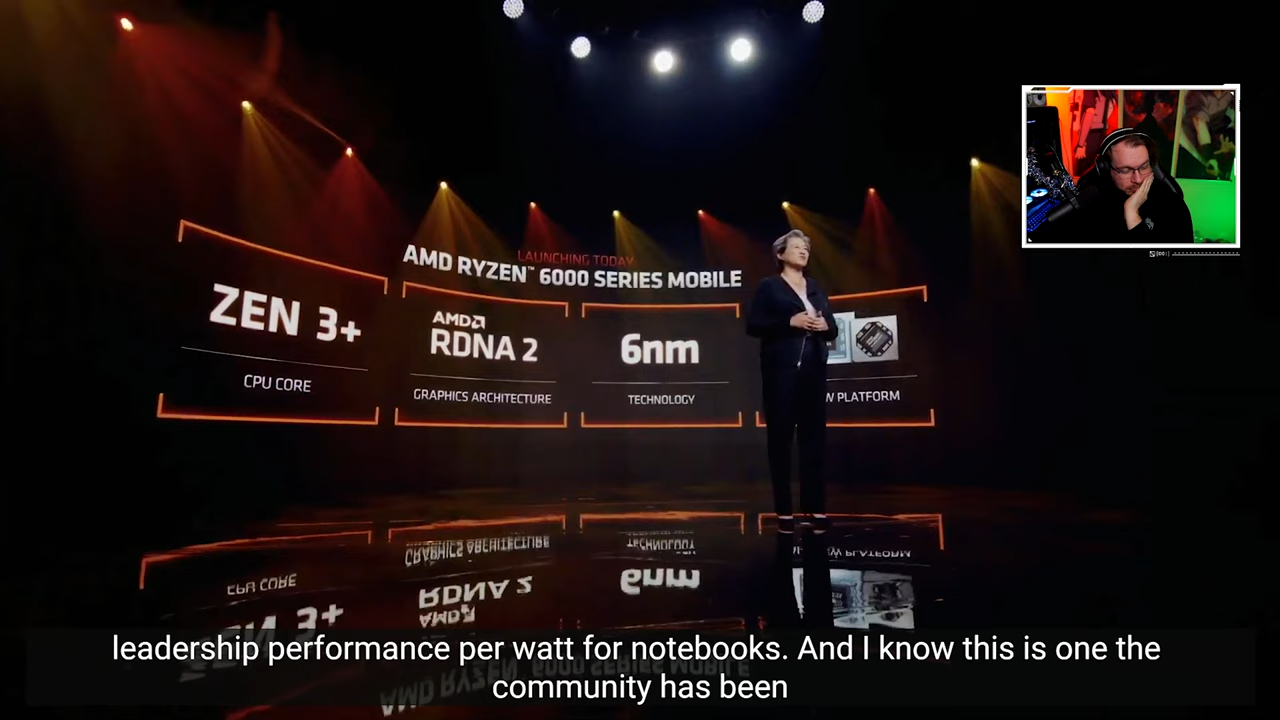 LAUNCHING TODAY
AMD RYZEN™ 6000 SERIES MOBILE
ZEN 3+
CPU CORE
AMD
RDNA 2
GRAPHICS ARCHITECTURE
6nm
TECHNOLOGY
PLATFORM
leadership performance per watt for notebooks. And I know this is one the
community has been